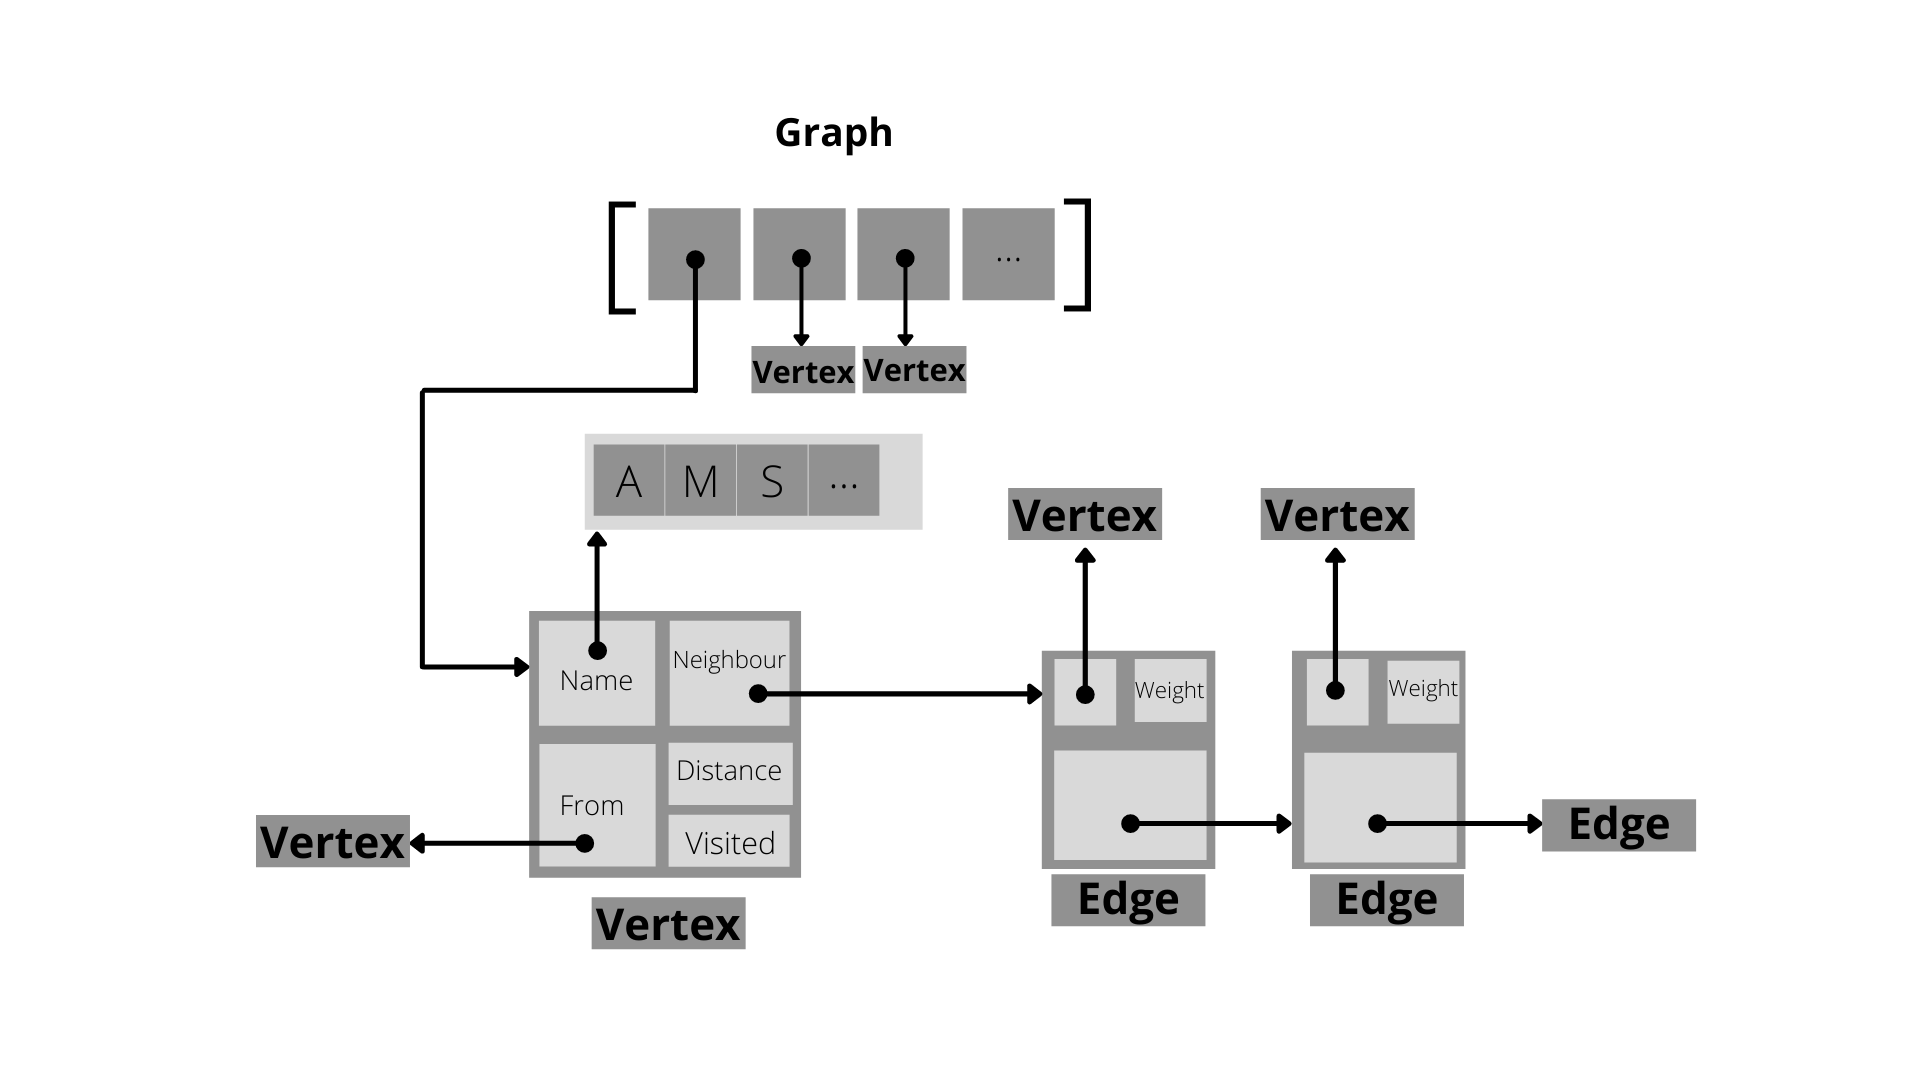 Graph
...
Vertex
Vertex
A M S ...
Vertex
Vertex
Name
Neighbour
Weight
Weight
From
Distance
Visited
Vertex
Edge
Vertex
Edge
Edge